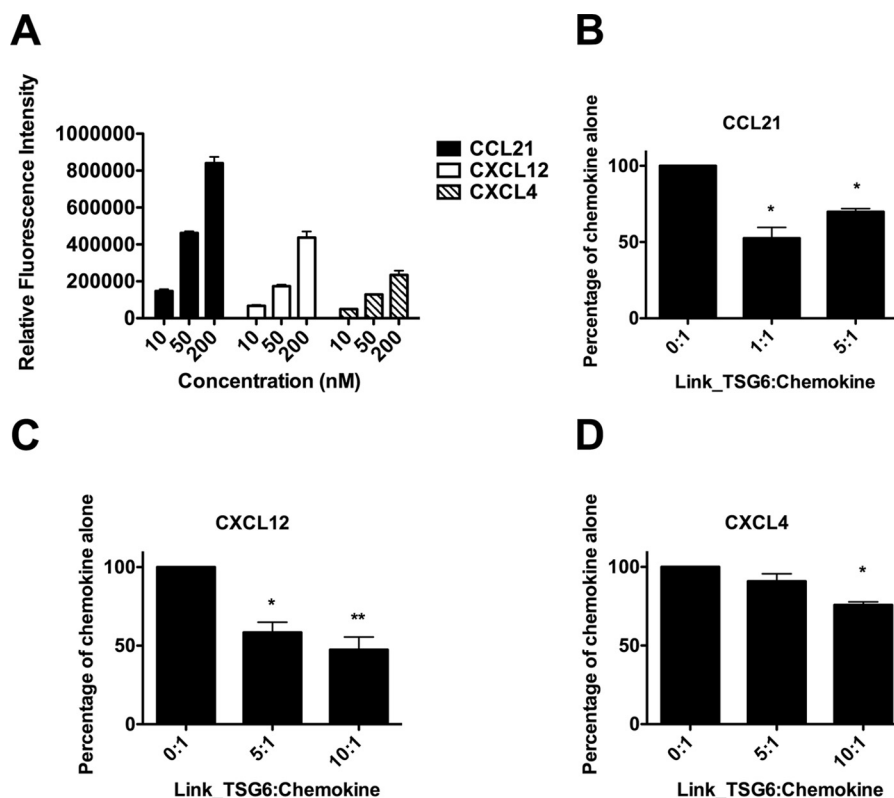 A
Relative Fluorescence Intensity
1000000
800000
600000
400000
200000
0
10
50
200
10
50
200
10
50
200
Concentration (nM)
CCL21
CXCL12
CXCL4
B
CCL21
Percentage of chemokine alone
100
50
0
*
*
0:1
1:1
5:1
Link_TSG6:Chemokine
C
CXCL12
Percentage of chemokine alone
100
50
0
*
**
0:1
5:1
10:1
Link_TSG6:Chemokine
D
CXCL4
Percentage of chemokine alone
100
50
0
*
0:1
5:1
10:1
Link_TSG6:Chemokine